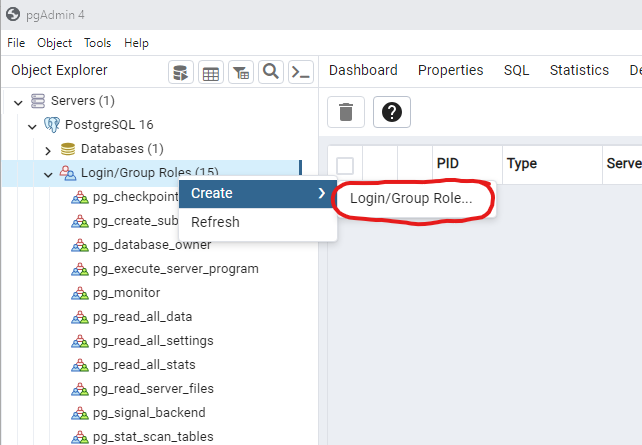 pgAdmin 4
File Object Tools Help
Object Explorer
Dashboard Properties SQL Statistics De
Servers (1)
PostgreSQL 16
Databases (1)
Login/Group Roles (15)
PID Type Serve
pg_checkpoint
Create
Login/Group Role...
pg_create_sub
Refresh
pg_database_owner
pg_execute_server_program
pg_monitor
pg_read_all_data
pg_read_all_settings
pg_read_all_stats
pg_read_server_files
pg_signal_backend
pg_stat_scan_tables